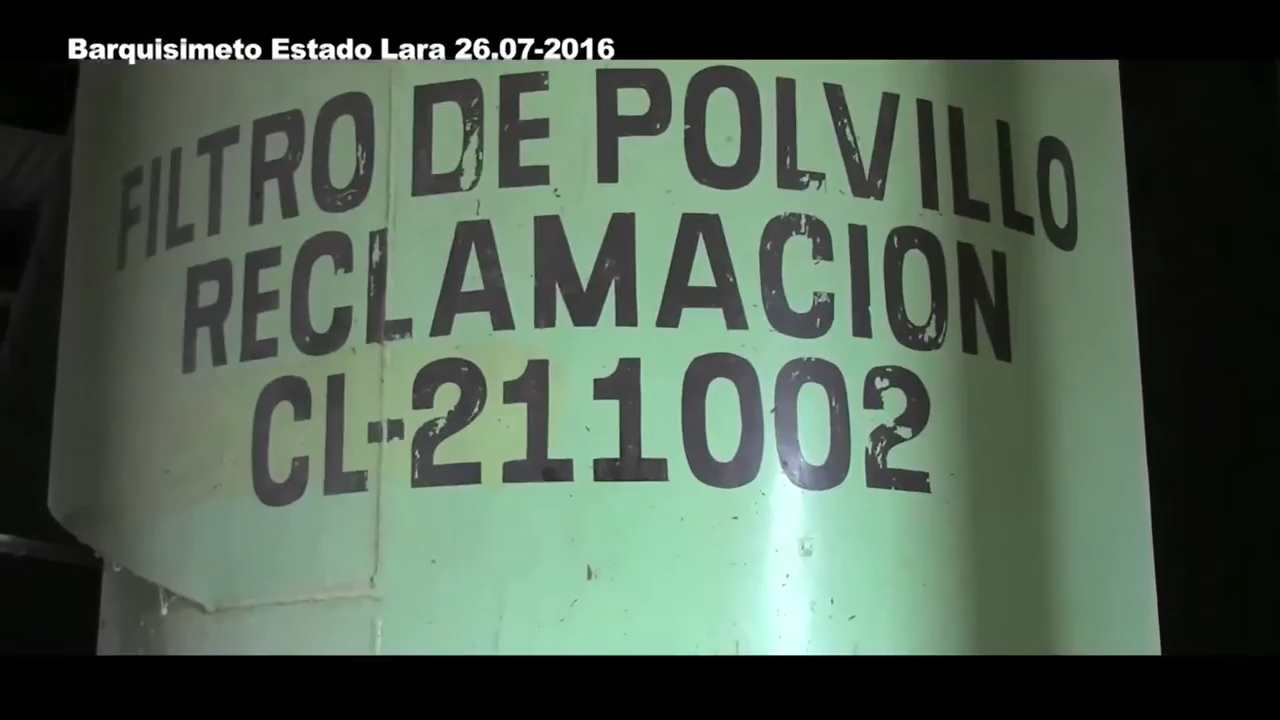 Barquisimeto Estado Lara 26.07-2016
FILTRO DE POLVILLO
RECLAMACION
CL-211002